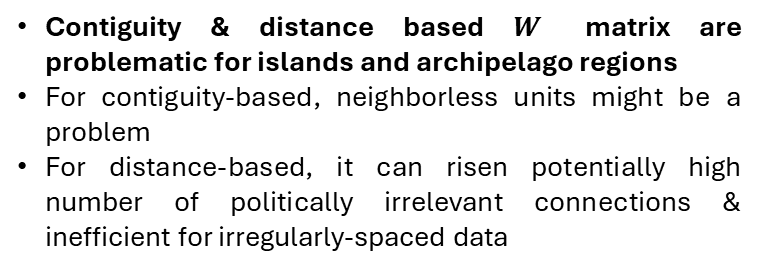 • Contiguity & distance based W matrix are
problematic for islands and archipelago regions
• For contiguity-based, neighborless units might be a
problem
• For distance-based, it can risen potentially high
number of politically irrelevant connections &
inefficient for irregularly-spaced data